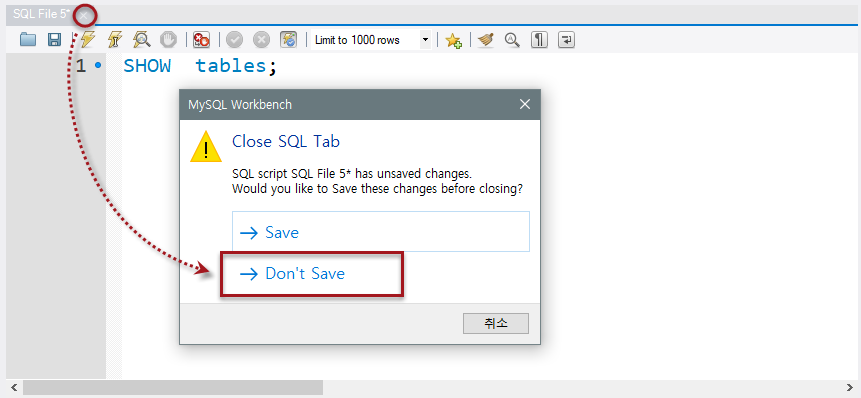 SQL File 5*
Limit to 1000 rows
1 SHOW tables;
MySQL Workbench
Close SQL Tab
SQL script SQL File 5* has unsaved changes.
Would you like to Save these changes before closing?
Save
Don't Save
취소